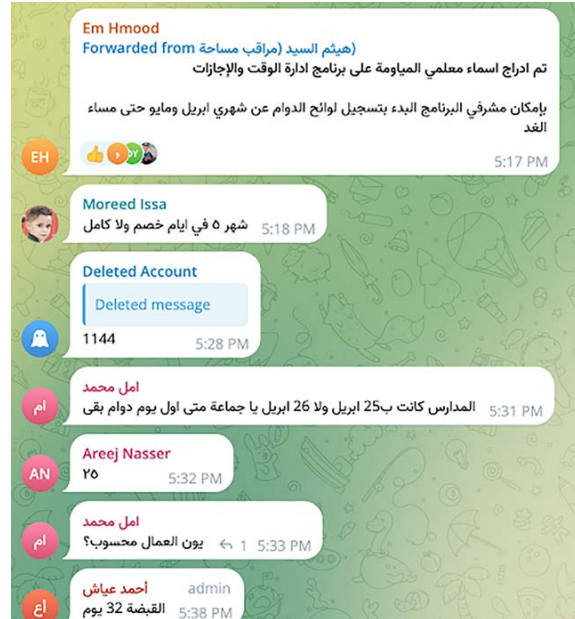 Em Hmood
Forwarded from هيثم السيد (مراقب مساحة)
تم ادراج اسماء معلمي المياومة على برنامج ادارة الوقت والإجازات
بإمكان مشرفي البرنامج البدء بتسجيل لوائح الدوام عن شهري ابريل ومايو حتى مساء
الغد
EH
5:17 PM
Moreed Issa
شهر ٥ في ايام خصم ولا كامل
5:18 PM
Deleted Account
Deleted message
1144
5:28 PM
امل محمد
المدارس كانت ب25 ابريل ولا 26 ابريل يا جماعة متى اول يوم دوام بقى
5:31 PM
ام
Areej Nasser
٢٥
5:32 PM
AN
امل محمد
يون العمال محسوب؟
1 5:33 PM
ام
أحمد عياش
admin
القبضة 32 يوم
5:38 PM
اع